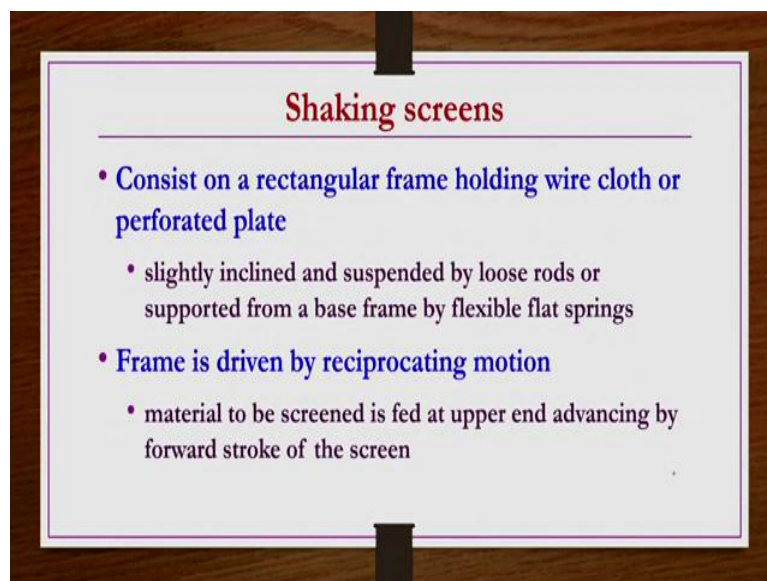 Shaking screens
• Consist on a rectangular frame holding wire cloth or
perforated plate
• slightly inclined and suspended by loose rods or
supported from a base frame by flexible flat springs
• Frame is driven by reciprocating motion
• material to be screened is fed at upper end advancing by
forward stroke of the screen